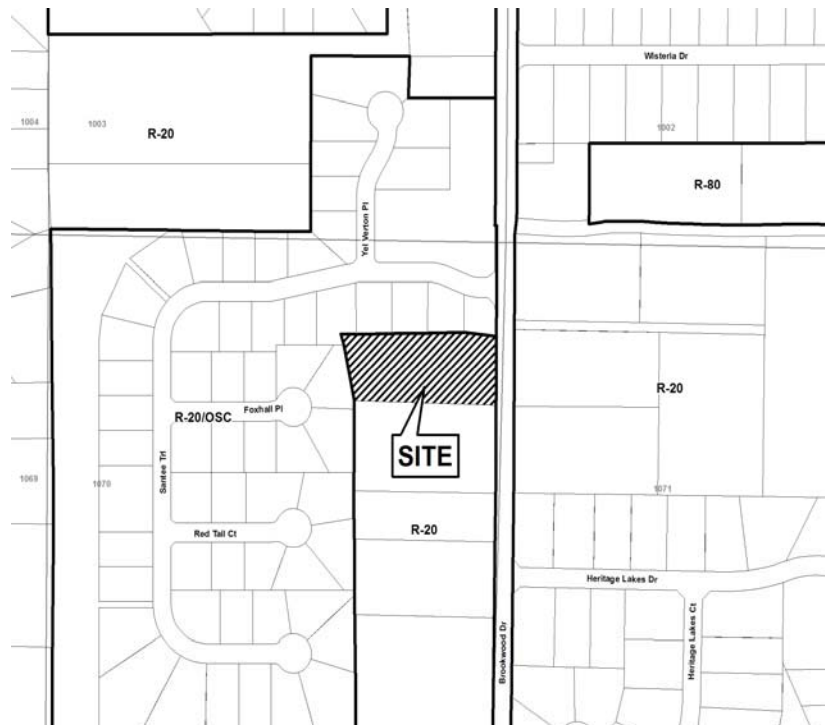 Wisteria Dr
1004
1003
R-20
1002
R-80
Yel Verton Pl
R-20
Foxhall Pl
R-20/OSC
SITE
Santee Trl
1069
1070
1071
Red Tail Ct
R-20
Heritage Lakes Dr
Heritage Lakes Ct
Brookwood Dr